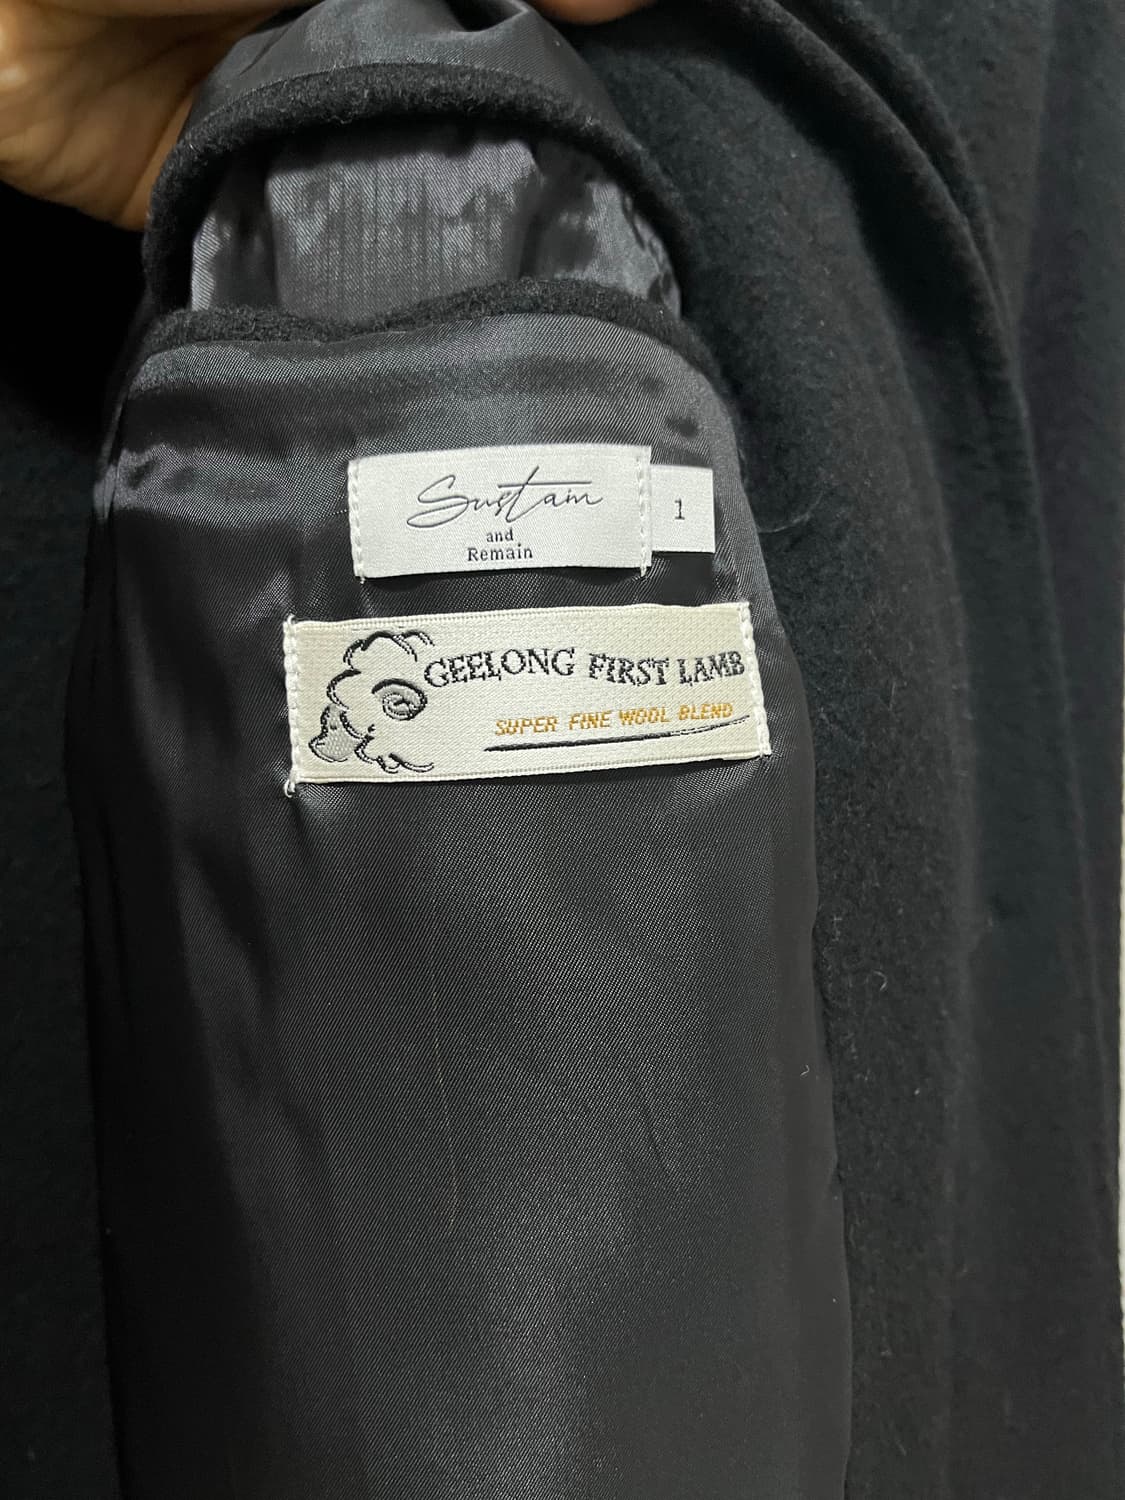 Sustain
and
Remain
1
GEELONG FIRST LAMB
SUPER FINE WOOL BLEND